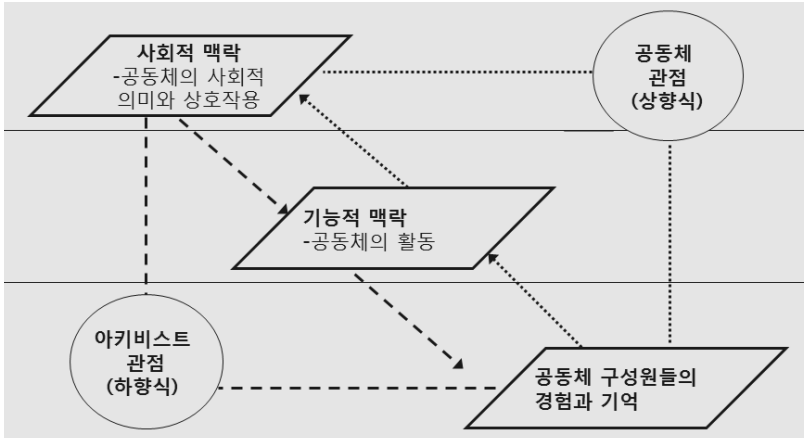 사회적 맥락
-공동체의 사회적
의미와 상호작용
공동체
관점
(상향식)
기능적 맥락
-공동체의 활동
아키비스트
관점
(하향식)
공동체 구성원들의
경험과 기억